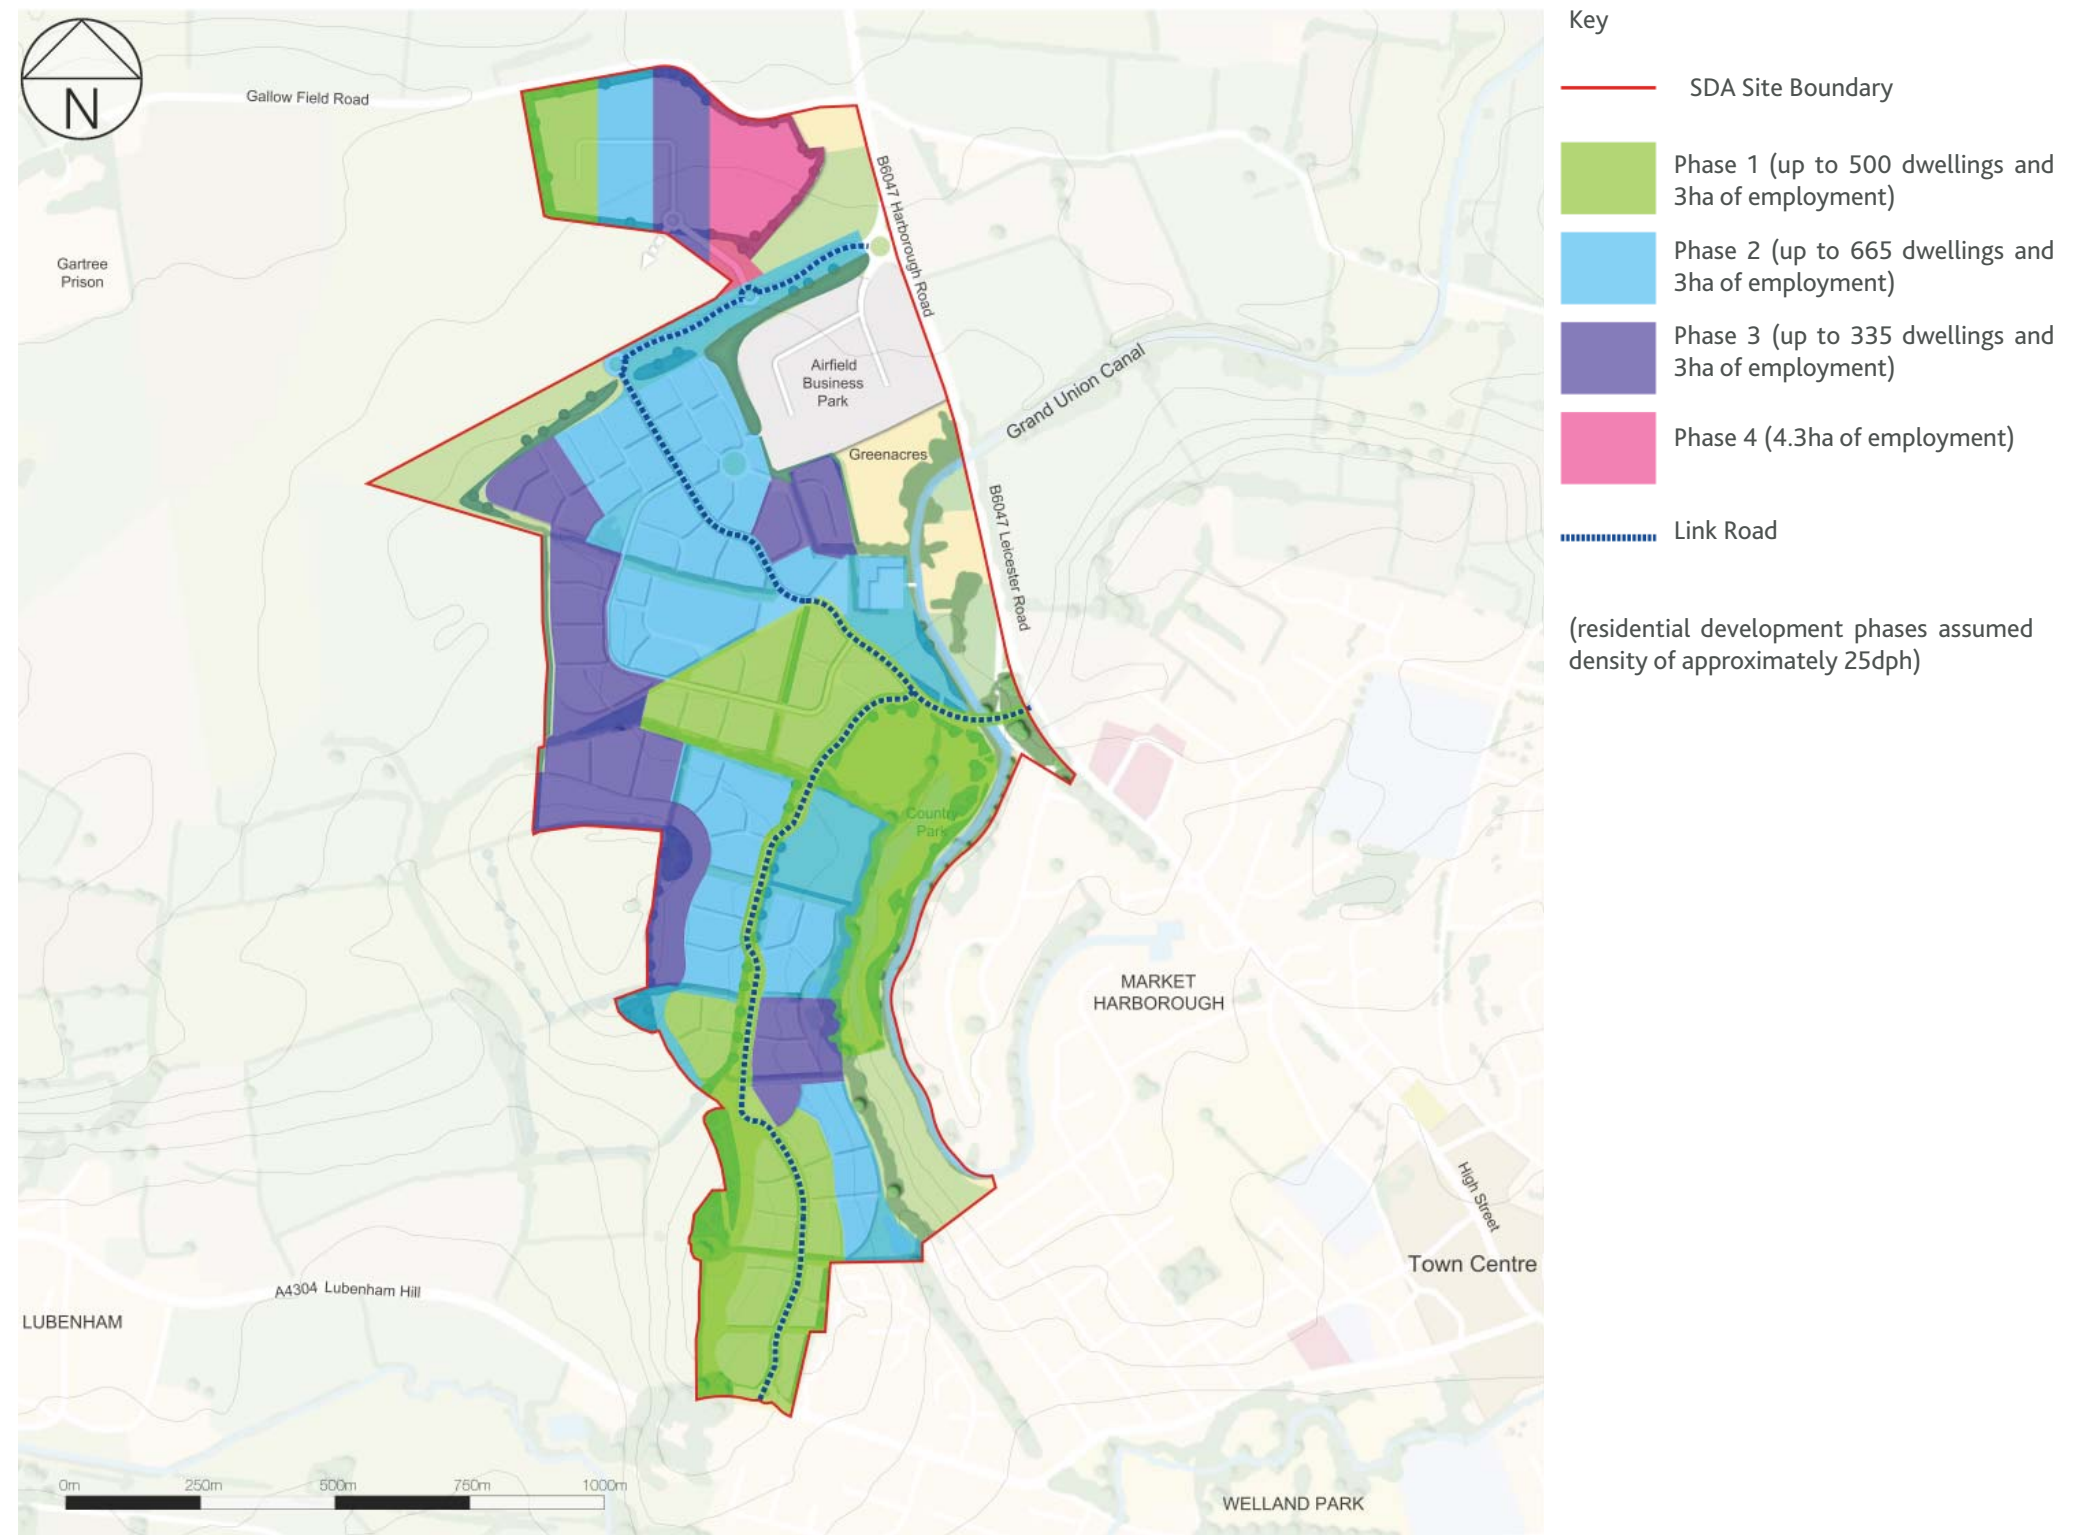 N
Gallow Field Road
B6047 Harborough Road
Gartree
Prison
Airfield
Business
Park
Grand Union Canal
Greenacres
B6047 Leicester Road
Country
Park
MARKET
HARBOROUGH
High Street
Town Centre
A4304 Lubenham Hill
LUBENHAM
0m 250m 500m 750m 1000m
WELLAND PARK
Key
SDA Site Boundary
Phase 1 (up to 500 dwellings and
3ha of employment)
Phase 2 (up to 665 dwellings and
3ha of employment)
Phase 3 (up to 335 dwellings and
3ha of employment)
Phase 4 (4.3ha of employment)
Link Road
(residential development phases assumed
density of approximately 25dph)